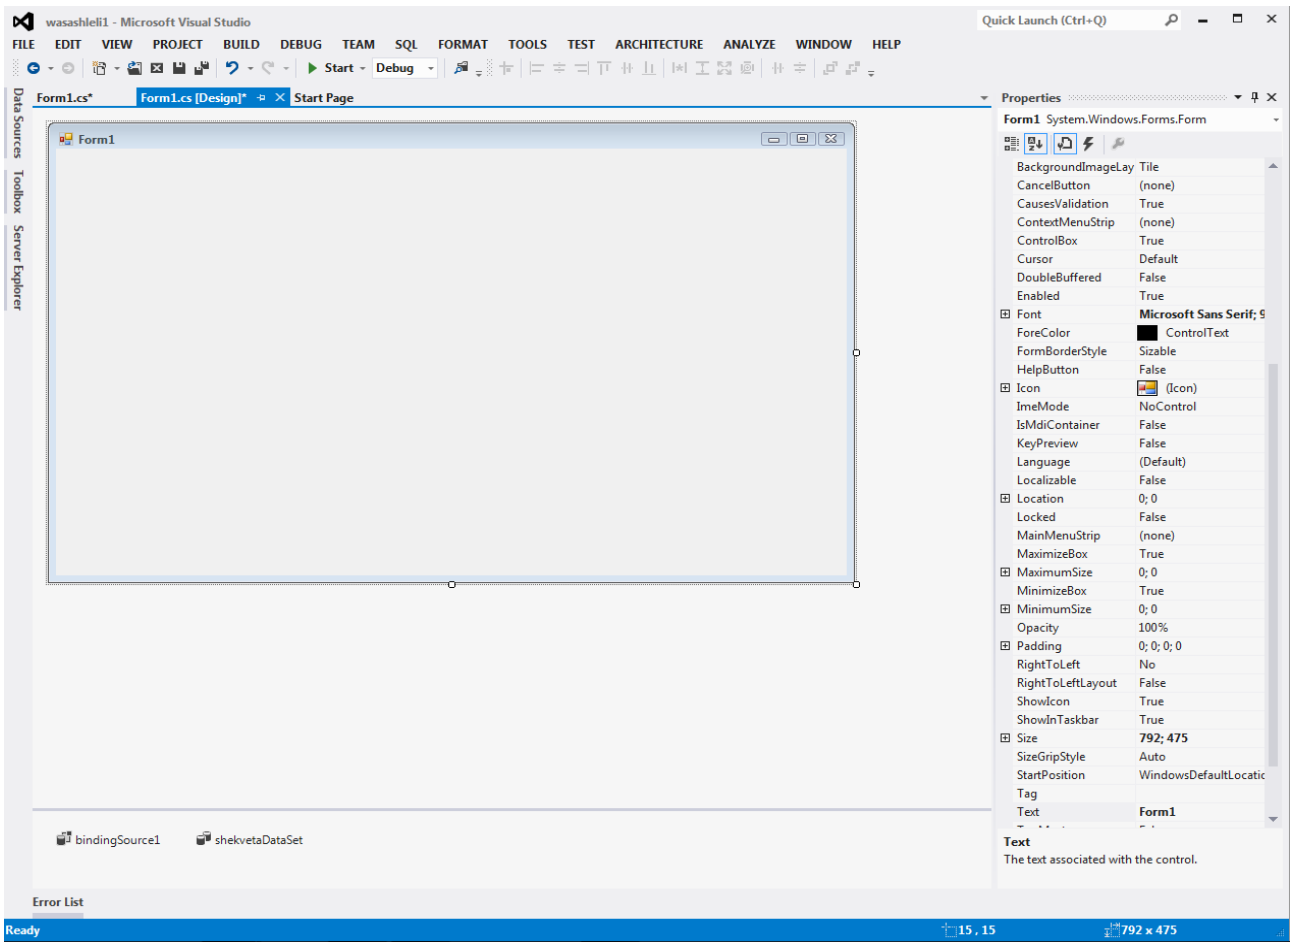 wasashleli1 - Microsoft Visual Studio
Quick Launch (Ctrl+Q)
FILE EDIT VIEW PROJECT BUILD DEBUG TEAM SQL FORMAT TOOLS TEST ARCHITECTURE ANALYZE WINDOW HELP
Start Debug
Data Sources
Toolbox
Server Explorer
Form1.cs* Form1.cs [Design]* Start Page
Form1
bindingSource1 shekvetaDataSet
Error List
Properties
Form1 System.Windows.Forms.Form
BackgroundImageLay Tile
CancelButton (none)
CausesValidation True
ContextMenuStrip (none)
ControlBox True
Cursor Default
DoubleBuffered False
Enabled True
Font Microsoft Sans Serif; 9
ForeColor ControlText
FormBorderStyle Sizable
HelpButton False
Icon (Icon)
ImeMode NoControl
IsMdiContainer False
KeyPreview False
Language (Default)
Localizable False
Location 0; 0
Locked False
MainMenuStrip (none)
MaximizeBox True
MaximumSize 0; 0
MinimizeBox True
MinimumSize 0; 0
Opacity 100%
Padding 0; 0; 0; 0
RightToLeft No
RightToLeftLayout False
ShowIcon True
ShowInTaskbar True
Size 792; 475
SizeGripStyle Auto
StartPosition WindowsDefaultLocatio
Tag
Text Form1
Text
The text associated with the control.
Ready 15 , 15 792 x 475